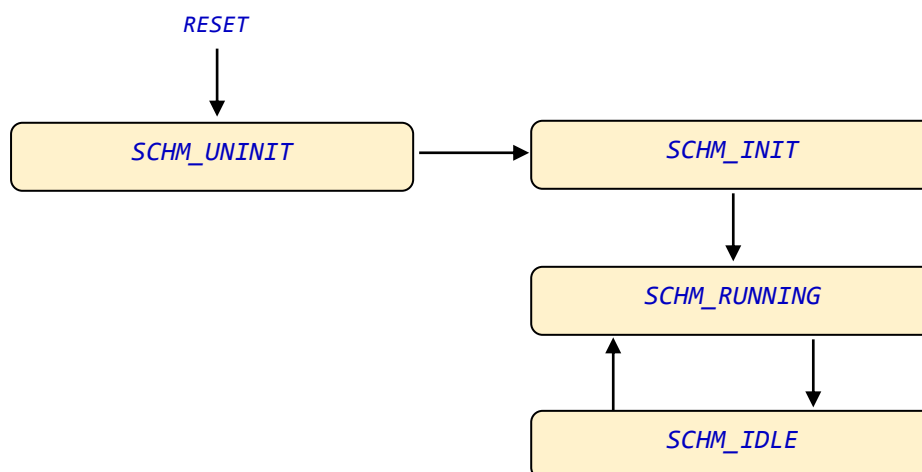 RESET
SCHM_UNINIT
SCHM_INIT
SCHM_RUNNING
SCHM_IDLE